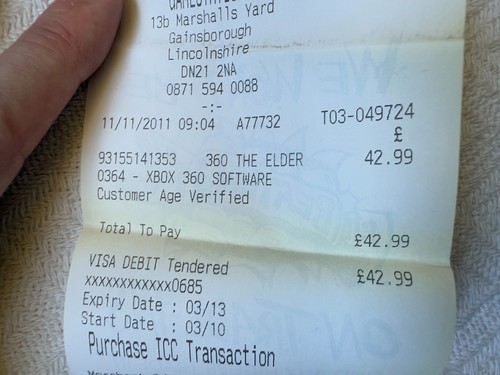 13b Marshalls Yard
Gainsborough
Lincolnshire
DN21 2NA
0871 594 0088
-:-
11/11/2011 09:04 A77732 T03-049724
£
93155141353 360 THE ELDER 42.99
0364 - XBOX 360 SOFTWARE
Customer Age Verified
Total To Pay £42.99
VISA DEBIT Tendered £42.99
xxxxxxxxxxxx0685
Expiry Date : 03/13
Start Date : 03/10
Purchase ICC Transaction